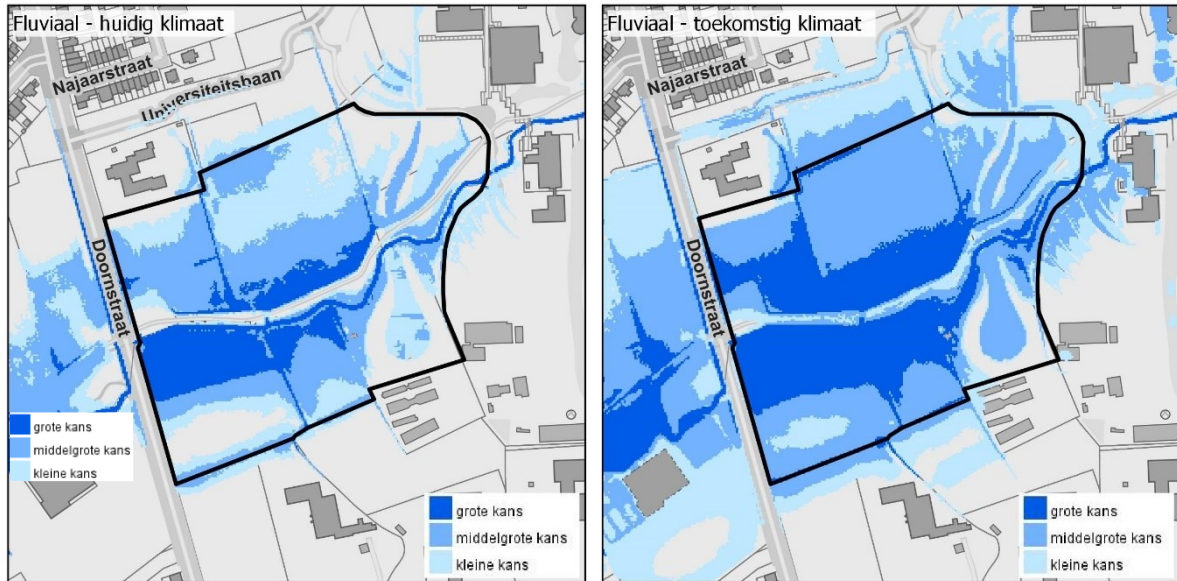 Fluviaal - huidig klimaat
Najaarstraat
Universiteitsbaan
Doornstraat
grote kans
middelgrote kans
kleine kans
grote kans
middelgrote kans
kleine kans
Fluviaal - toekomstig klimaat
Najaarstraat
Doornstraat
grote kans
middelgrote kans
kleine kans